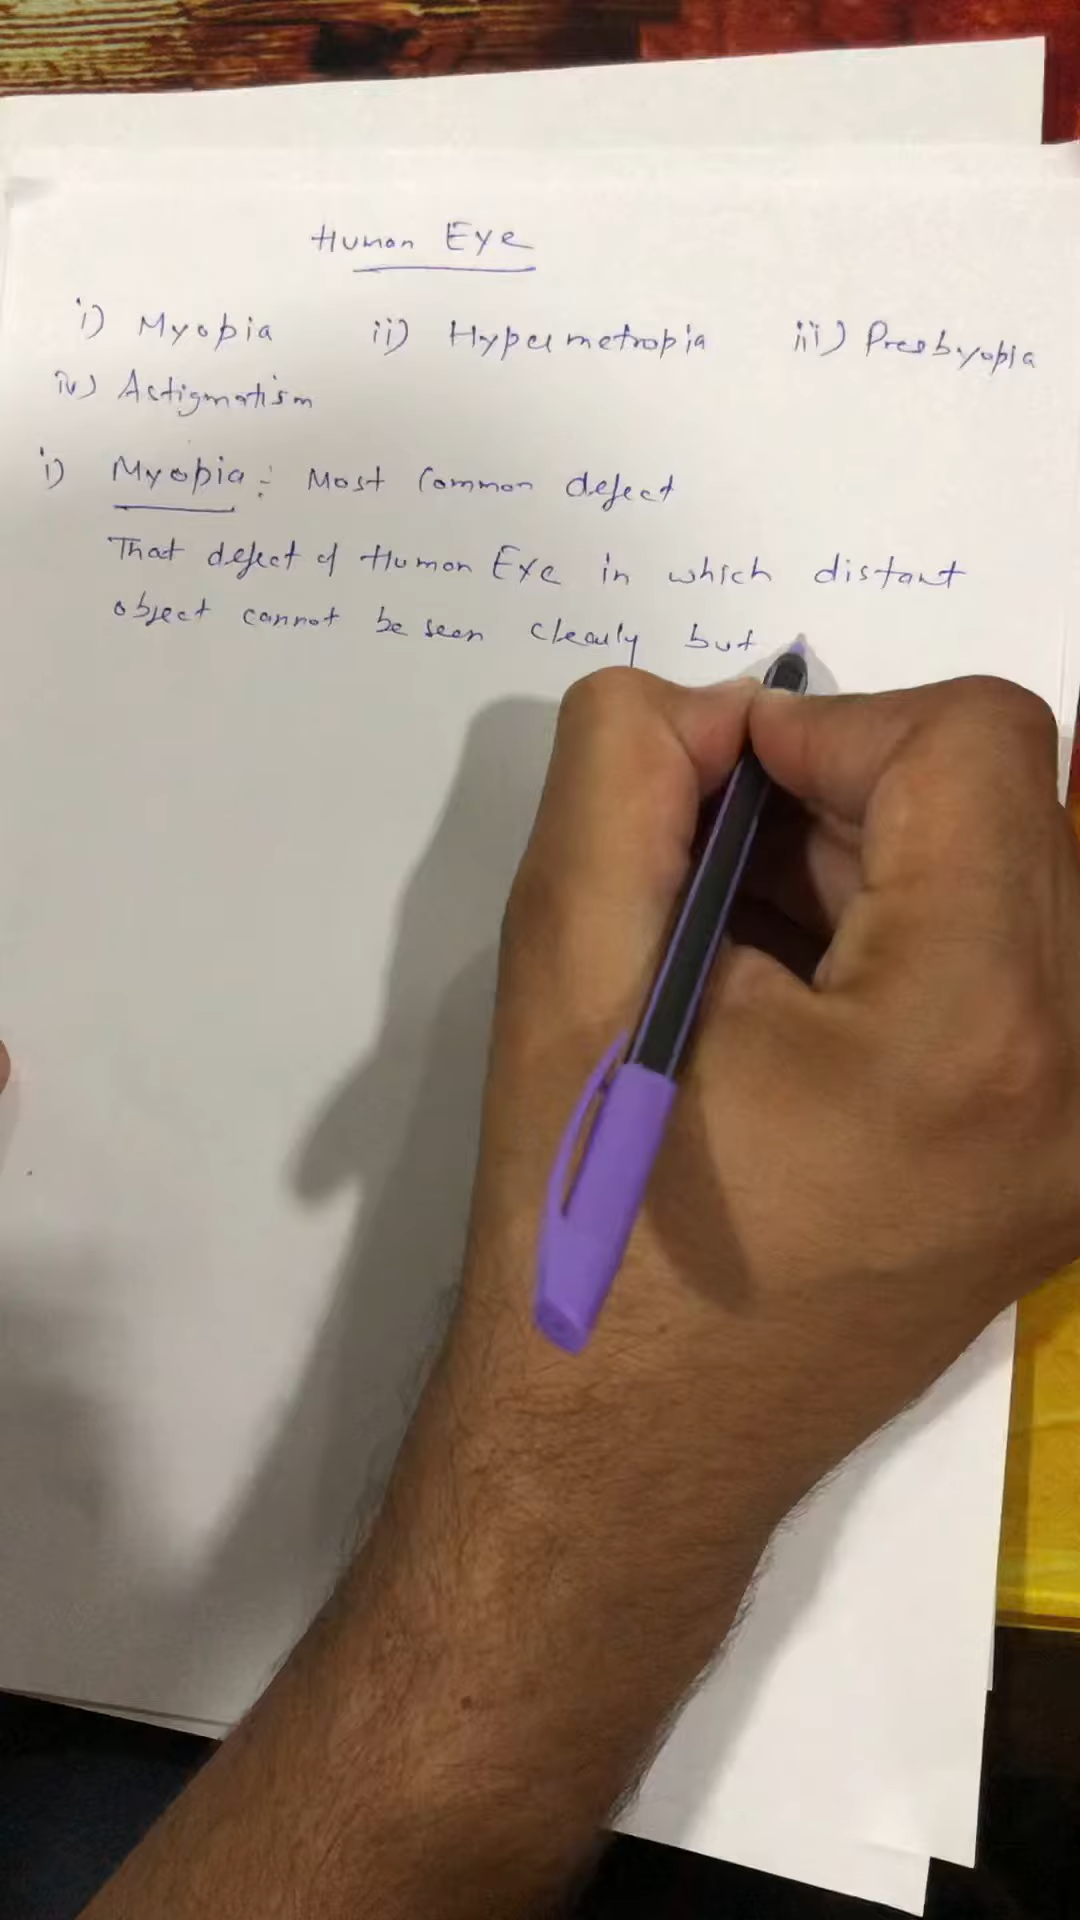 Human Eye
i) Myopia ii) Hypermetropia iii) Presbyopia
iv) Astigmatism
i) Myopia : Most Common defect
That defect of Human Eye in which distant
object cannot be seen clearly but